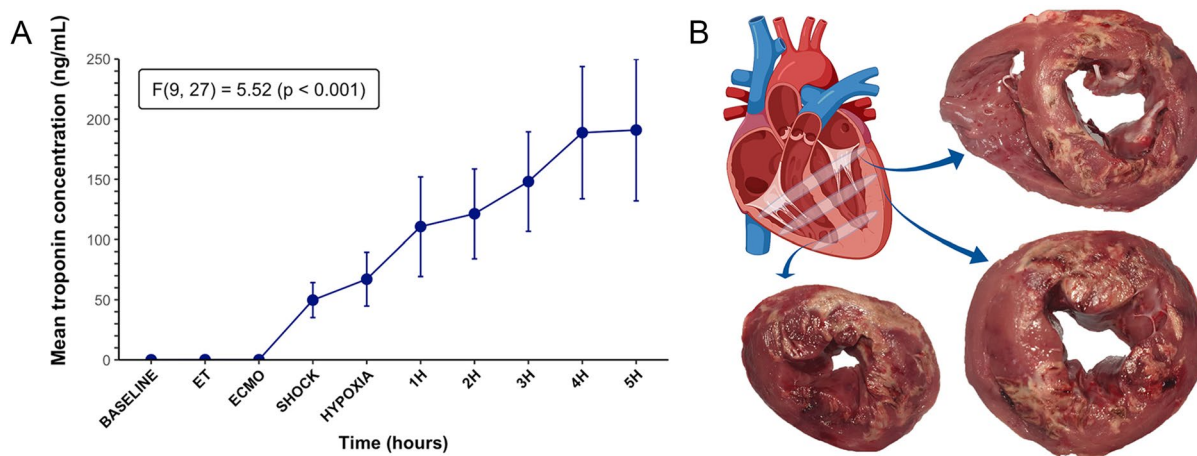 A
Mean troponin concentration (ng/mL)
250
200
150
100
50
0
F(9, 27) = 5.52 (p < 0.001)
BASELINE
ET
ECMO
SHOCK
HYPOXIA
1H
2H
3H
4H
5H
Time (hours)
B